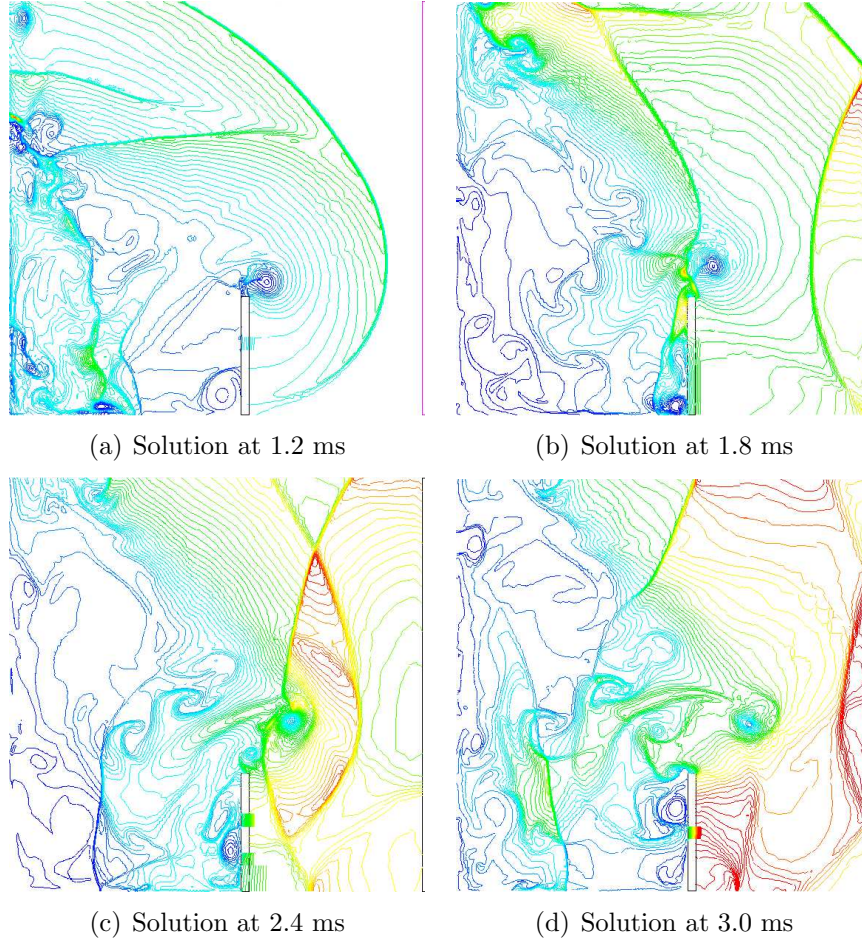 (a) Solution at 1.2 ms
(b) Solution at 1.8 ms
(c) Solution at 2.4 ms
(d) Solution at 3.0 ms